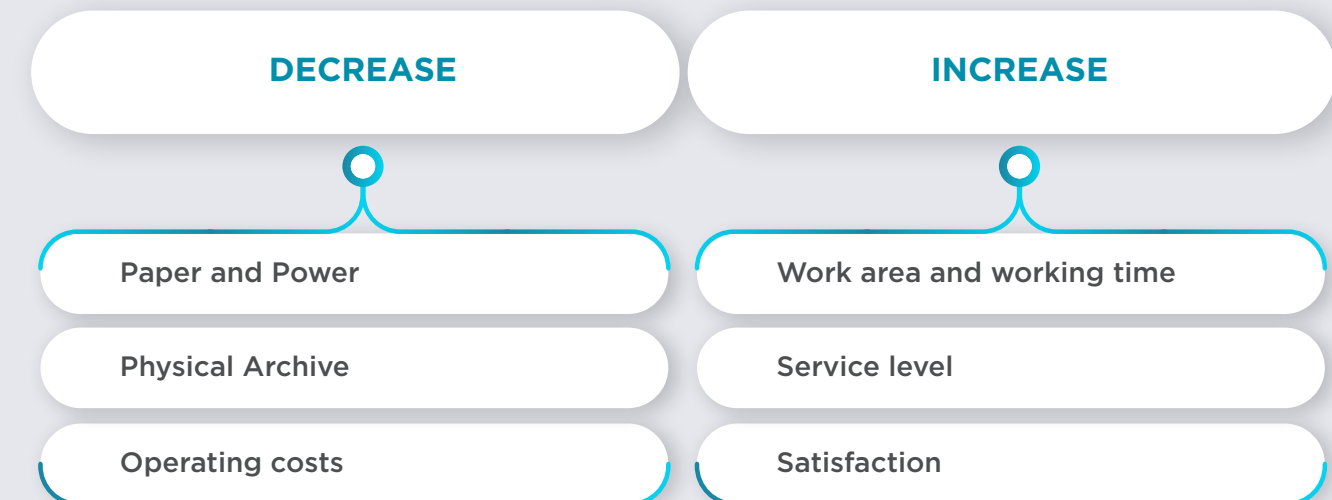 DECREASE
Paper and Power
Physical Archive
Operating costs
INCREASE
Work area and working time
Service level
Satisfaction